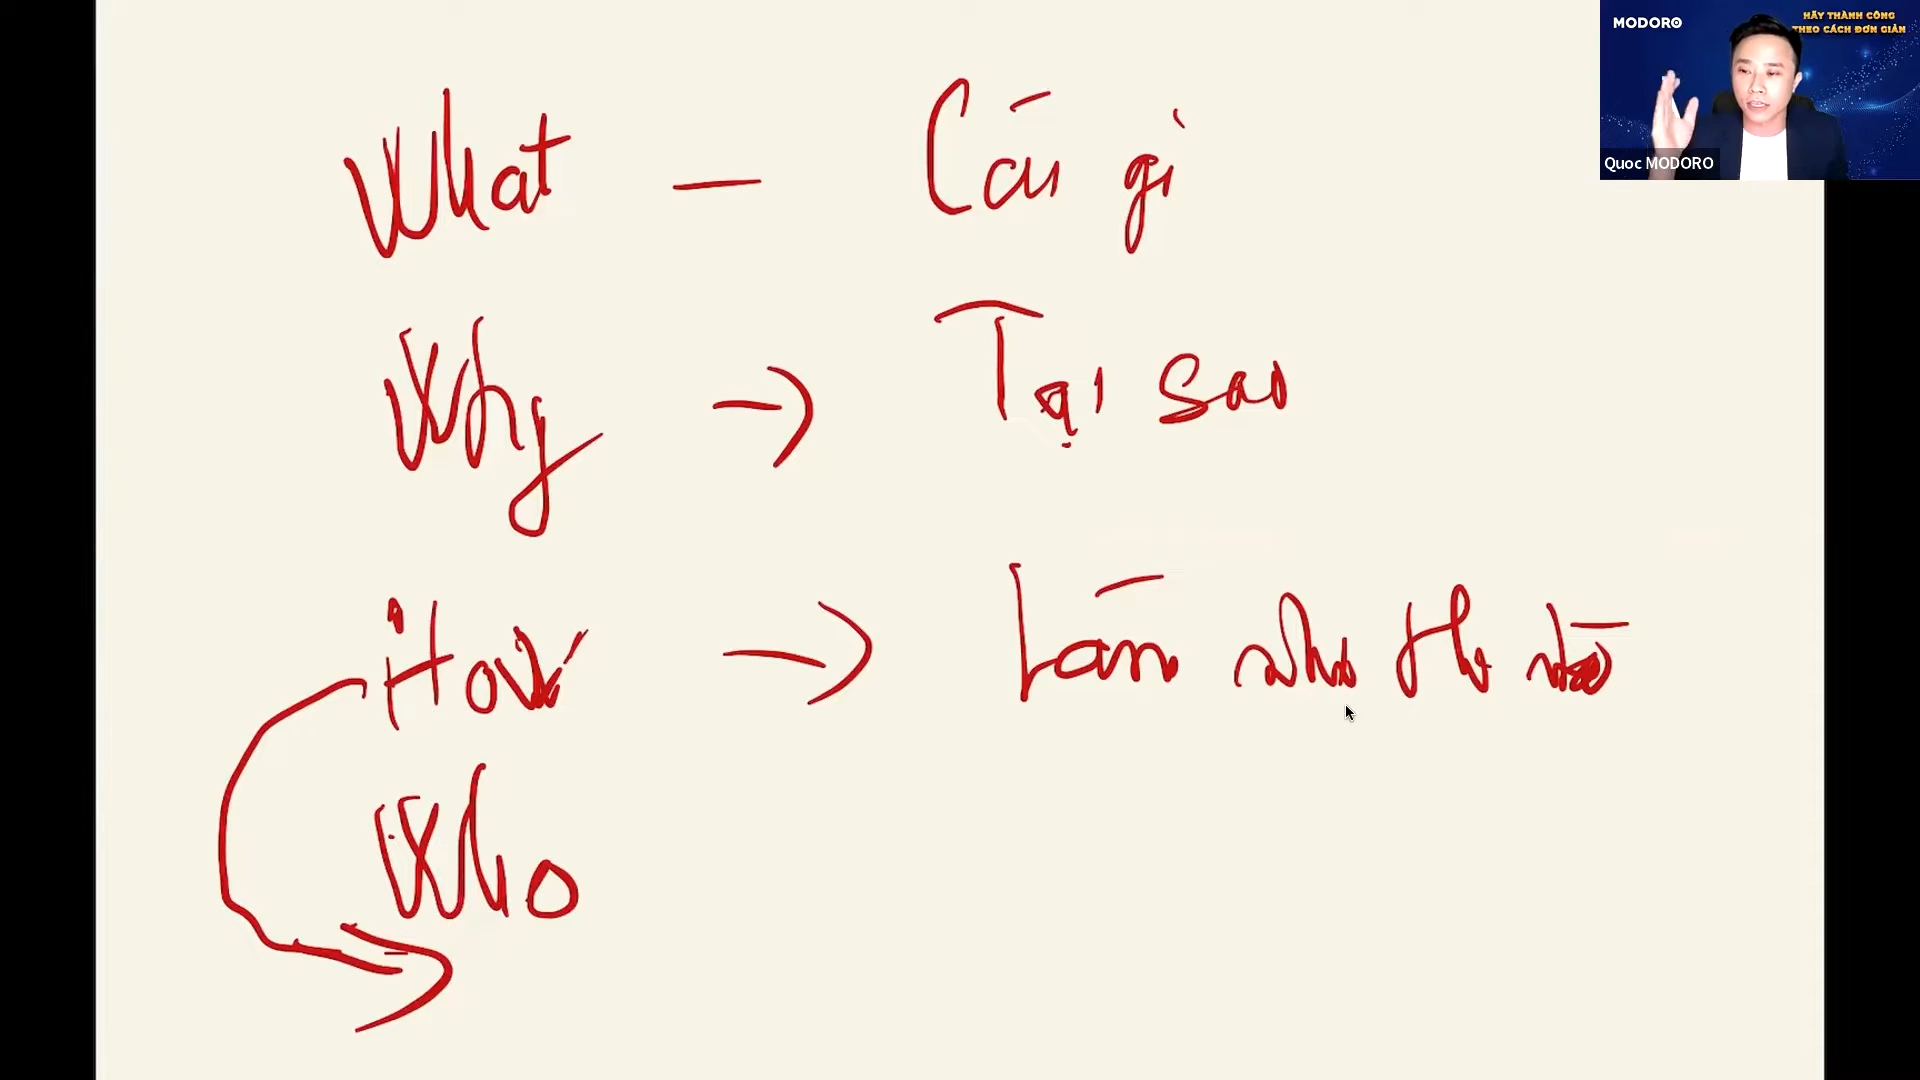 MODORO
HÃY THÀNH CÔNG
THEO CÁCH ĐƠN GIẢN
Quoc MODORO
What – Cái gì
Why → Tại sao
How → Làm như thế nào
Who